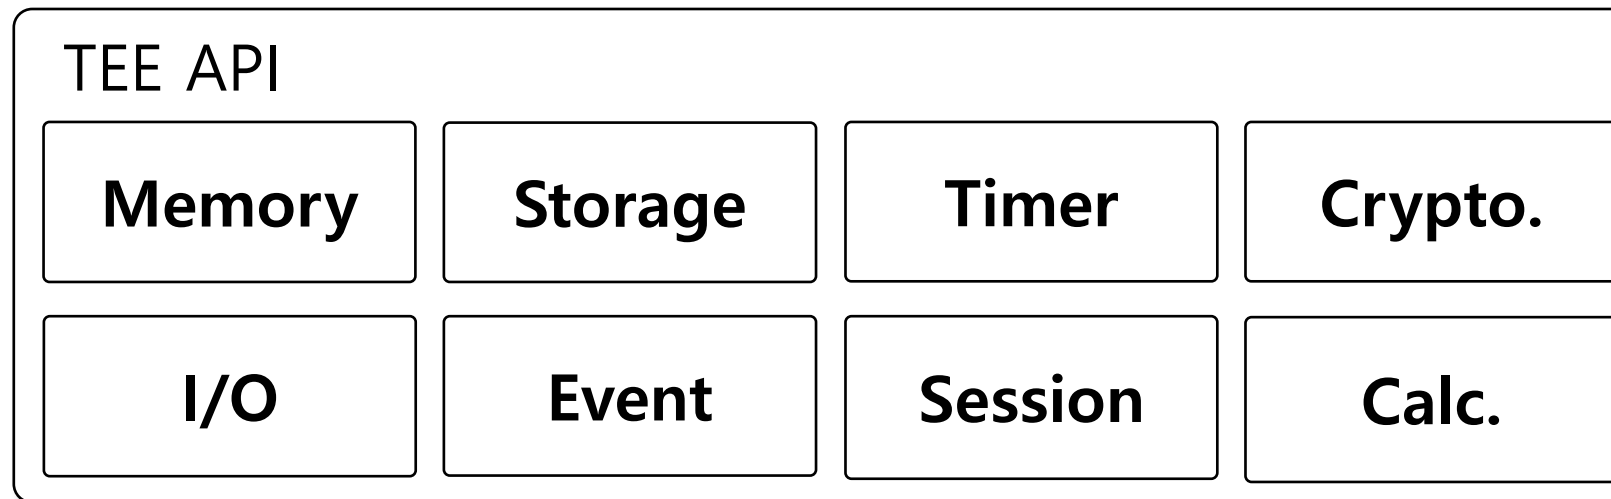 TEE API
Memory Storage Timer Crypto.
I/O Event Session Calc.